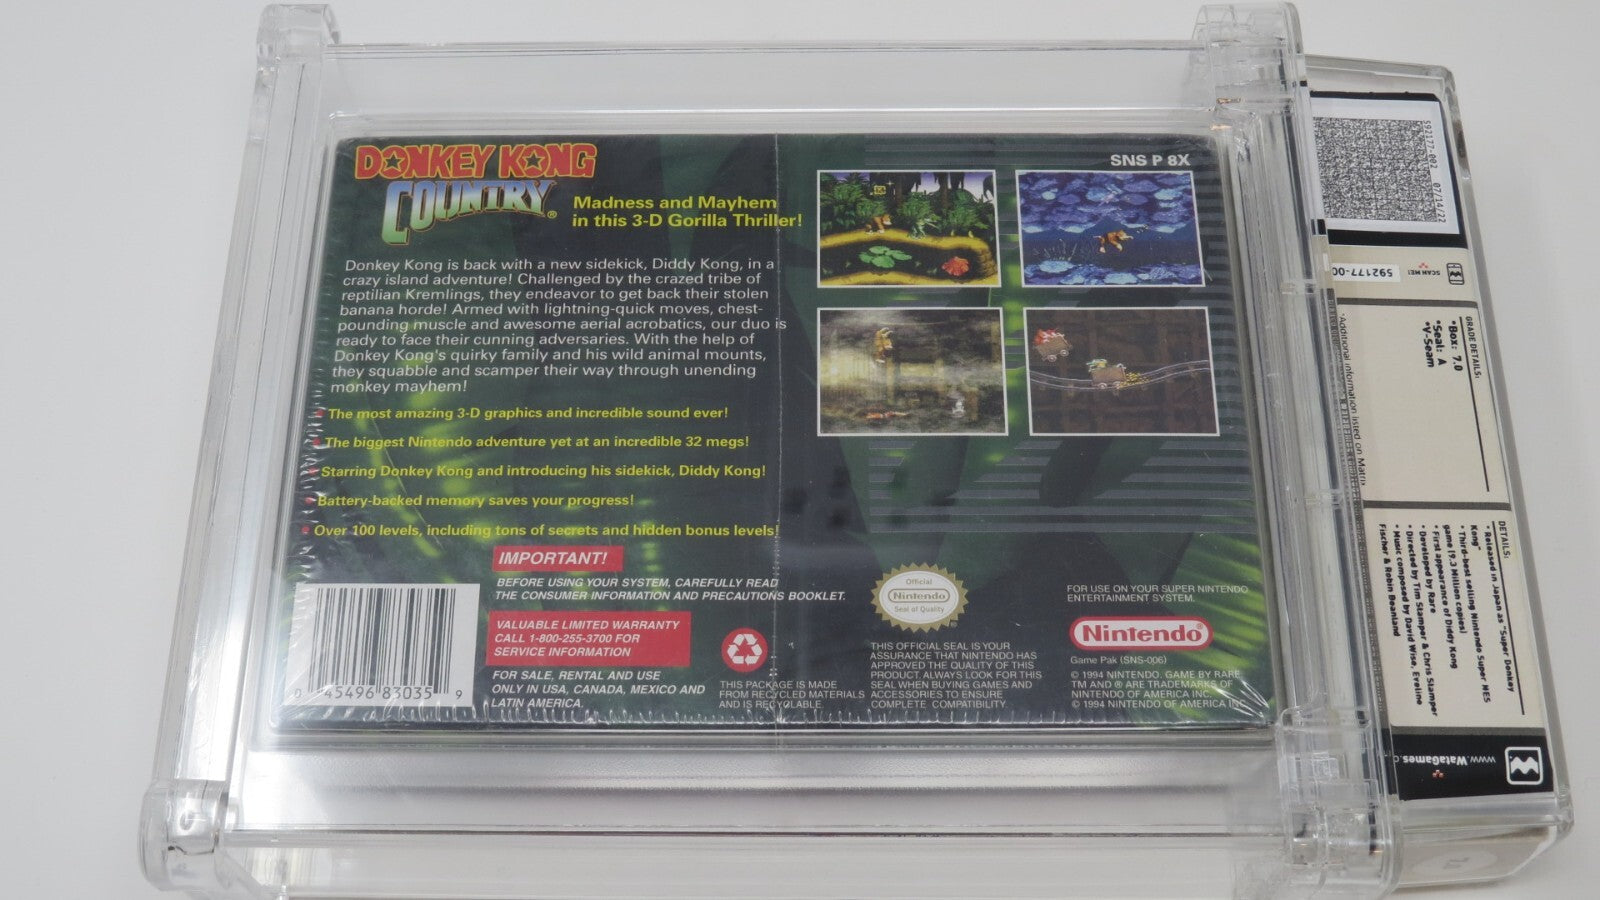 DONKEY KONG
COUNTRY®
Madness and Mayhem
in this 3-D Gorilla Thriller!
Donkey Kong is back with a new sidekick, Diddy Kong, in a
crazy island adventure! Challenged by the crazed tribe of
reptilian Kremlings, they endeavor to get back their stolen
banana horde! Armed with lightning-quick moves, chest-
pounding muscle and awesome aerial acrobatics, our duo is
ready to face their cunning adversaries. With the help of
Donkey Kong's quirky family and his wild animal mounts,
they squabble and scamper their way through unending
monkey mayhem!
• The most amazing 3-D graphics and incredible sound ever!
• The biggest Nintendo adventure yet at an incredible 32 megs!
• Starring Donkey Kong and introducing his sidekick, Diddy Kong!
• Battery-backed memory saves your progress!
• Over 100 levels, including tons of secrets and hidden bonus levels!
IMPORTANT!
BEFORE USING YOUR SYSTEM, CAREFULLY READ
THE CONSUMER INFORMATION AND PRECAUTIONS BOOKLET.
VALUABLE LIMITED WARRANTY
CALL 1-800-255-3700 FOR
SERVICE INFORMATION
FOR SALE, RENTAL AND USE
ONLY IN USA, CANADA, MEXICO AND
LATIN AMERICA.
0 45496 83035 9
THIS PACKAGE IS MADE
FROM RECYCLED MATERIALS
AND IS RECYCLABLE.
SNS P 8X
Official
Nintendo
Seal of Quality
THIS OFFICIAL SEAL IS YOUR
ASSURANCE THAT NINTENDO HAS
APPROVED THE QUALITY OF THIS
PRODUCT. ALWAYS LOOK FOR THIS
SEAL WHEN BUYING GAMES AND
ACCESSORIES TO ENSURE
COMPLETE COMPATIBILITY.
FOR USE ON YOUR SUPER NINTENDO
ENTERTAINMENT SYSTEM.
Nintendo®
Game Pak (SNS-006)
© 1994 NINTENDO. GAME BY RARE
TM AND ® ARE TRADEMARKS OF
NINTENDO OF AMERICA INC.
© 1994 NINTENDO OF AMERICA INC.
592177-002 07/14/22
SCAN ME!
592177-00
GRADE DETAILS:
•Box: 7.0
•Seal: A
•V-Seam
*Additional information listed on Matrix
DETAILS:
• Released in Japan as "Super Donkey
Kong"
• Third-best selling Nintendo Super NES
game (9.3 Million copies)
• First appearance of Diddy Kong
• Developed by Rare
• Directed by Tim Stamper & Chris Stamper
• Music composed by David Wise, Eveline
Fischer & Robin Beanland
www.WataGames.c